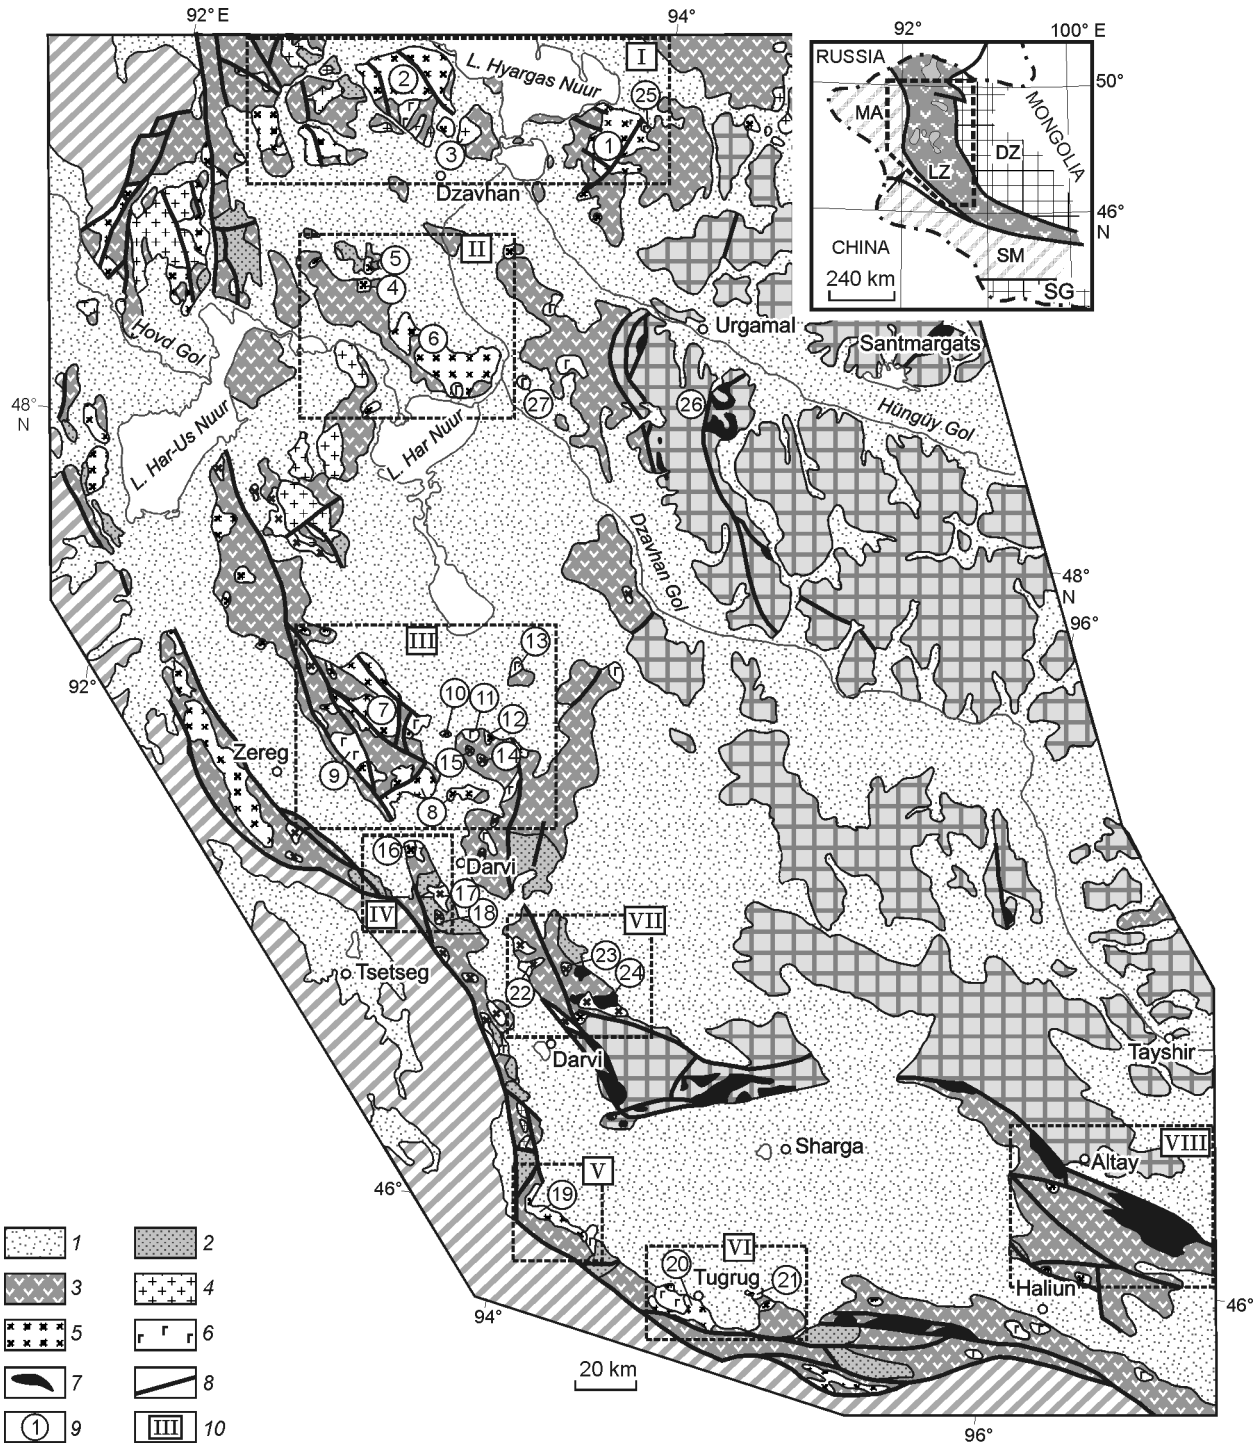 92° E
94°
I
L. Hyargas Nuur
2
25
1
3
Dzavhan
92°
100° E
RUSSIA
50°
MA
MONGOLIA
DZ
LZ
46°
N
CHINA
SM
240 km
SG
II
5
4
6
Urgamal
Santmargats
Hovd Gol
27
26
48°
N
L. Har-Us Nuur
L. Har Nuur
Hüngüy Gol
Dzavhan Gol
48°
N
96°
III
13
92°
10
11
7
12
Zereg
15
14
9
8
16
Darvi
17
IV
18
VII
23
Tsetseg
22
24
Darvi
Tayshir
Sharga
VIII
Altay
46°
V
19
VI
20
Tugrug
21
Haliun
46°
94°
20 km
96°
1
2
3
4
5
6
7
8
1
9
III
10